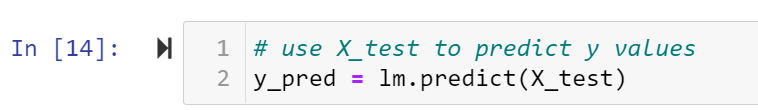 In [14]: 1 # use X_test to predict y values
2 y_pred = lm.predict(X_test)